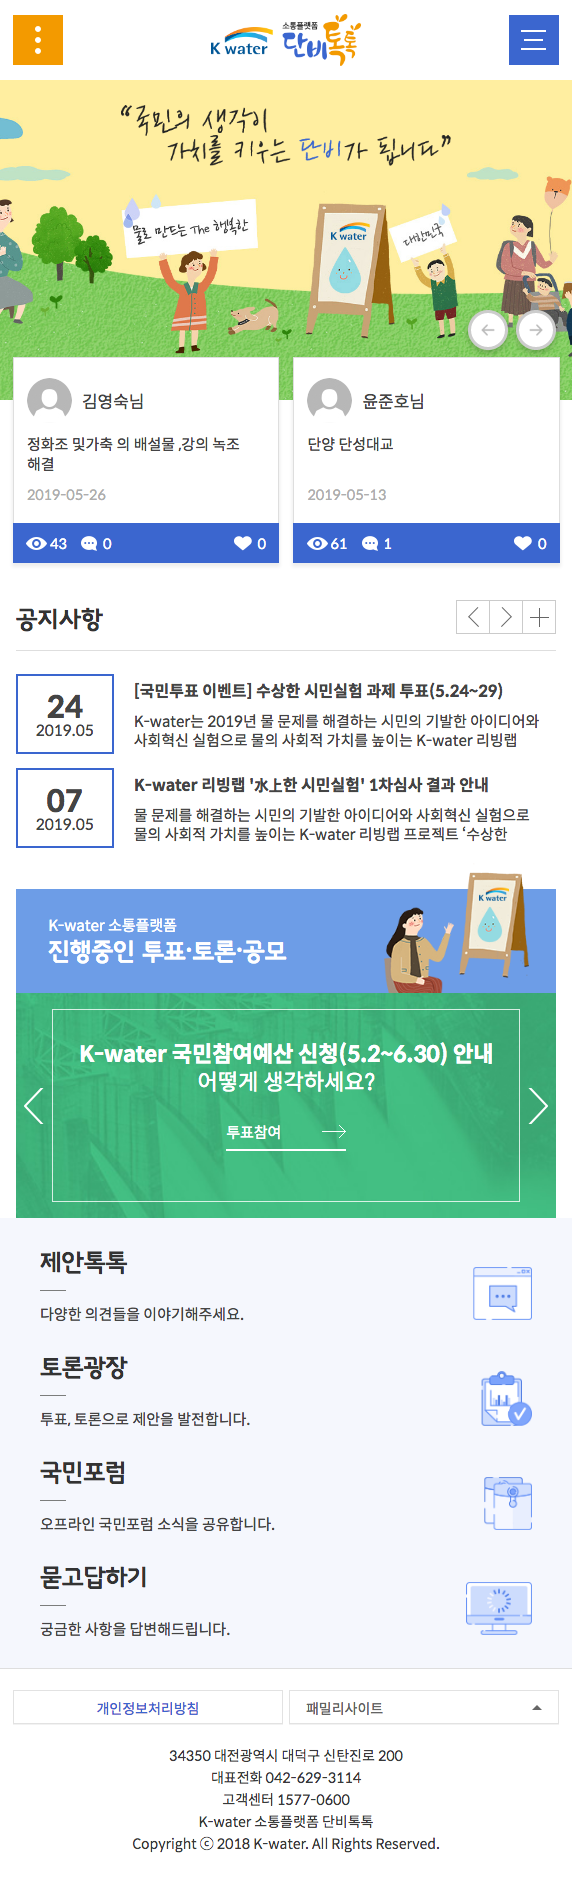 K water
소통플랫폼
단비톡톡
“국민의 생각이
가치를 키우는 단비가 됩니다”
물로 만드는 The 행복한
K water
대한민국
김영숙님
정화조 및가축 의 배설물 ,강의 녹조
해결
2019-05-26
43 0 0
윤준호님
단양 단성대교
2019-05-13
61 1 0
공지사항
24
2019.05
[국민투표 이벤트] 수상한 시민실험 과제 투표(5.24~29)
K-water는 2019년 물 문제를 해결하는 시민의 기발한 아이디어와
사회혁신 실험으로 물의 사회적 가치를 높이는 K-water 리빙랩
07
2019.05
K-water 리빙랩 '水上한 시민실험' 1차심사 결과 안내
물 문제를 해결하는 시민의 기발한 아이디어와 사회혁신 실험으로
물의 사회적 가치를 높이는 K-water 리빙랩 프로젝트 ‘수상한
K-water 소통플랫폼
진행중인 투표·토론·공모
K water
K-water 국민참여예산 신청(5.2~6.30) 안내
어떻게 생각하세요?
투표참여
제안톡톡
다양한 의견들을 이야기해주세요.
토론광장
투표, 토론으로 제안을 발전합니다.
국민포럼
오프라인 국민포럼 소식을 공유합니다.
묻고답하기
궁금한 사항을 답변해드립니다.
개인정보처리방침
패밀리사이트
34350 대전광역시 대덕구 신탄진로 200
대표전화 042-629-3114
고객센터 1577-0600
K-water 소통플랫폼 단비톡톡
Copyright ⓒ 2018 K-water. All Rights Reserved.